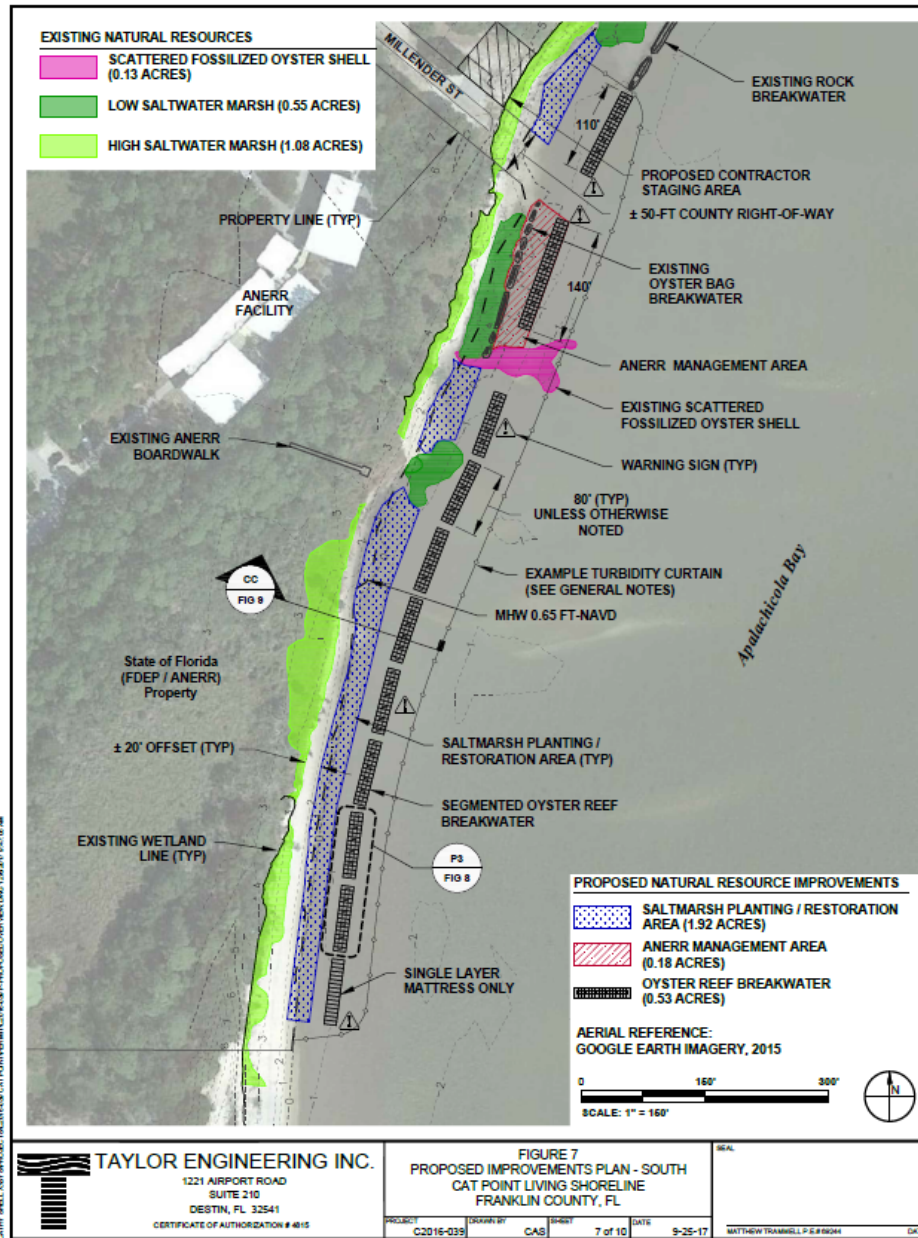 EXISTING NATURAL RESOURCES
SCATTERED FOSSILIZED OYSTER SHELL
(0.13 ACRES)
LOW SALTWATER MARSH (0.55 ACRES)
HIGH SALTWATER MARSH (1.08 ACRES)
MILLENDER ST
EXISTING ROCK
BREAKWATER
110'
PROPOSED CONTRACTOR
STAGING AREA
PROPERTY LINE (TYP)
± 50-FT COUNTY RIGHT-OF-WAY
ANERR
FACILITY
EXISTING
OYSTER BAG
BREAKWATER
140'
ANERR MANAGEMENT AREA
EXISTING SCATTERED
FOSSILIZED OYSTER SHELL
EXISTING ANERR
BOARDWALK
WARNING SIGN (TYP)
80' (TYP)
UNLESS OTHERWISE
NOTED
EXAMPLE TURBIDITY CURTAIN
(SEE GENERAL NOTES)
CC
FIG 9
MHW 0.65 FT-NAVD
Apalachicola Bay
State of Florida
(FDEP / ANERR)
Property
± 20' OFFSET (TYP)
SALTMARSH PLANTING /
RESTORATION AREA (TYP)
SEGMENTED OYSTER REEF
BREAKWATER
EXISTING WETLAND
LINE (TYP)
P3
FIG 8
SINGLE LAYER
MATTRESS ONLY
PROPOSED NATURAL RESOURCE IMPROVEMENTS
SALTMARSH PLANTING / RESTORATION
AREA (1.92 ACRES)
ANERR MANAGEMENT AREA
(0.18 ACRES)
OYSTER REEF BREAKWATER
(0.53 ACRES)
AERIAL REFERENCE:
GOOGLE EARTH IMAGERY, 2015
0 150' 300'
SCALE: 1" = 150'
N
TAYLOR ENGINEERING INC.
1221 AIRPORT ROAD
SUITE 210
DESTIN, FL 32541
CERTIFICATE OF AUTHORIZATION # 4815
FIGURE 7
PROPOSED IMPROVEMENTS PLAN - SOUTH
CAT POINT LIVING SHORELINE
FRANKLIN COUNTY, FL
PROJECT C2016-039
DRAWN BY CAS
SHEET 7 of 10
DATE 9-25-17
SEAL
MATTHEW TRAMMELL P.E.#